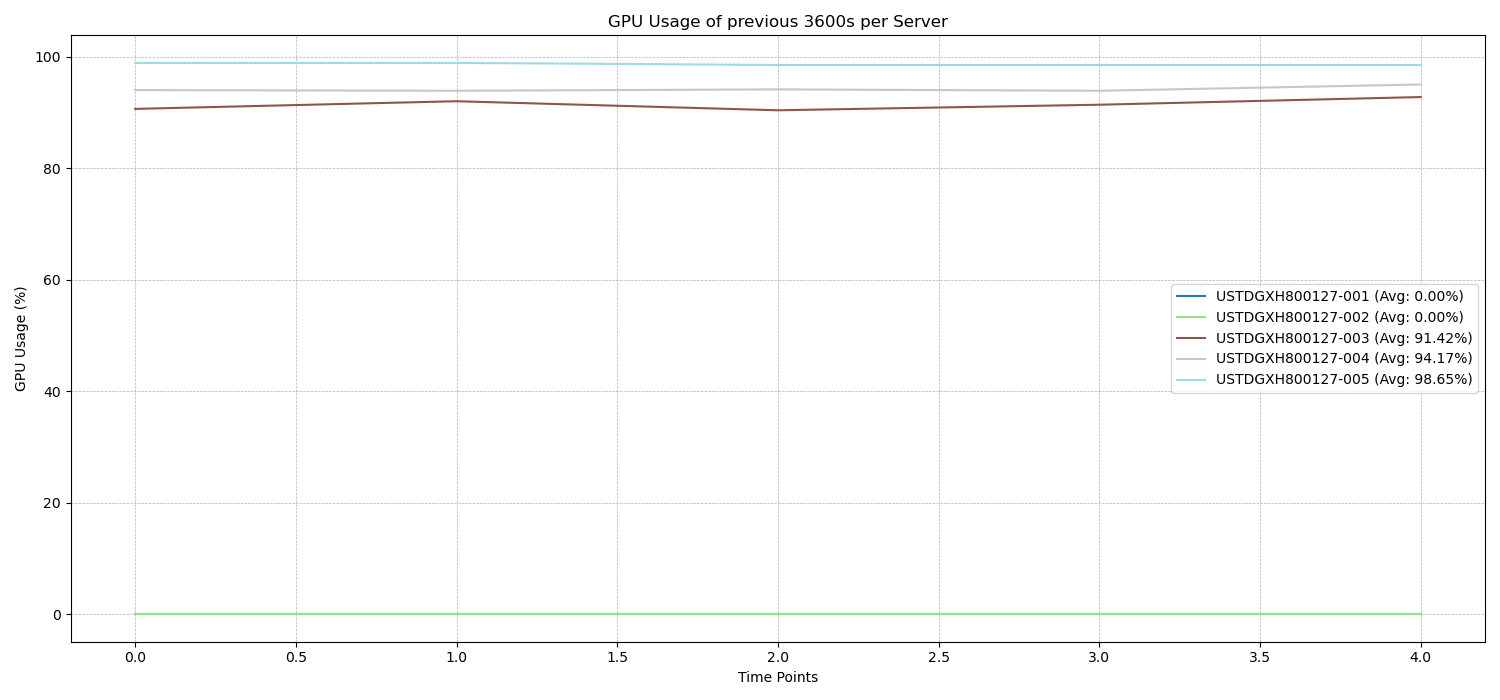 GPU Usage of previous 3600s per Server
100
80
60
40
20
0
GPU Usage (%)
USTDGXH800127-001 (Avg: 0.00%)
USTDGXH800127-002 (Avg: 0.00%)
USTDGXH800127-003 (Avg: 91.42%)
USTDGXH800127-004 (Avg: 94.17%)
USTDGXH800127-005 (Avg: 98.65%)
0.0 0.5 1.0 1.5 2.0 2.5 3.0 3.5 4.0
Time Points